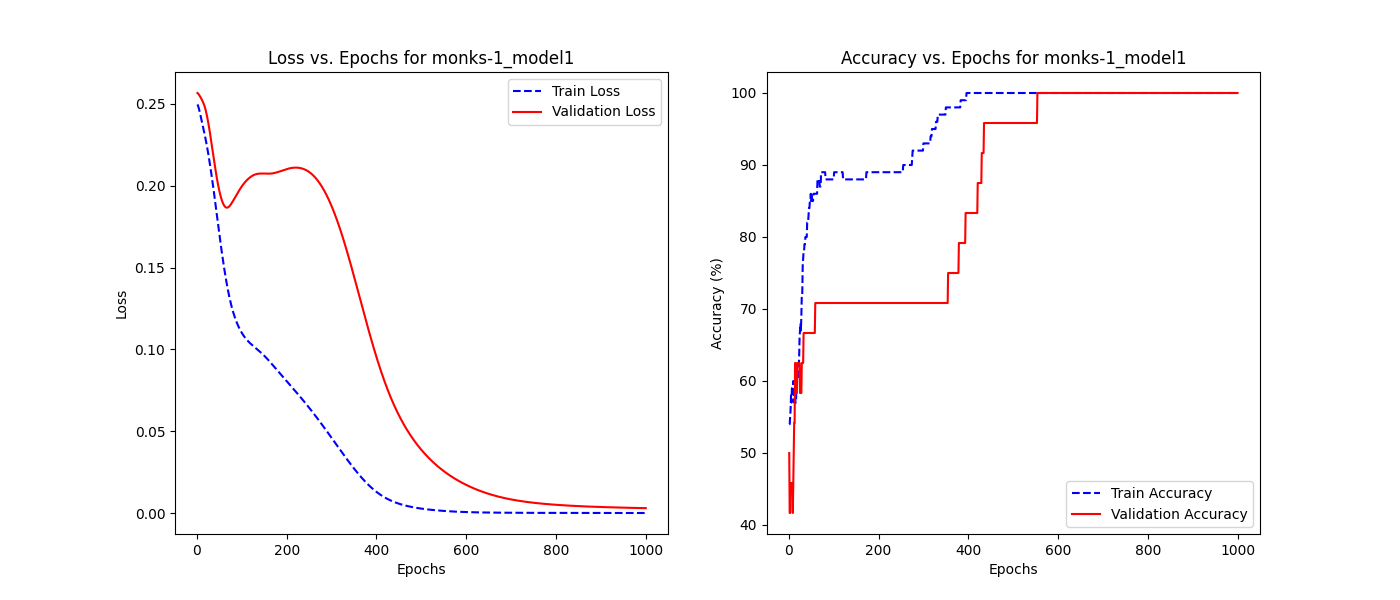 Loss vs. Epochs for monks-1_model1
Train Loss
Validation Loss
0.25
0.20
0.15
0.10
0.05
0.00
Loss
0 200 400 600 800 1000
Epochs
Accuracy vs. Epochs for monks-1_model1
100
90
80
70
60
50
40
Accuracy (%)
Train Accuracy
Validation Accuracy
0 200 400 600 800 1000
Epochs